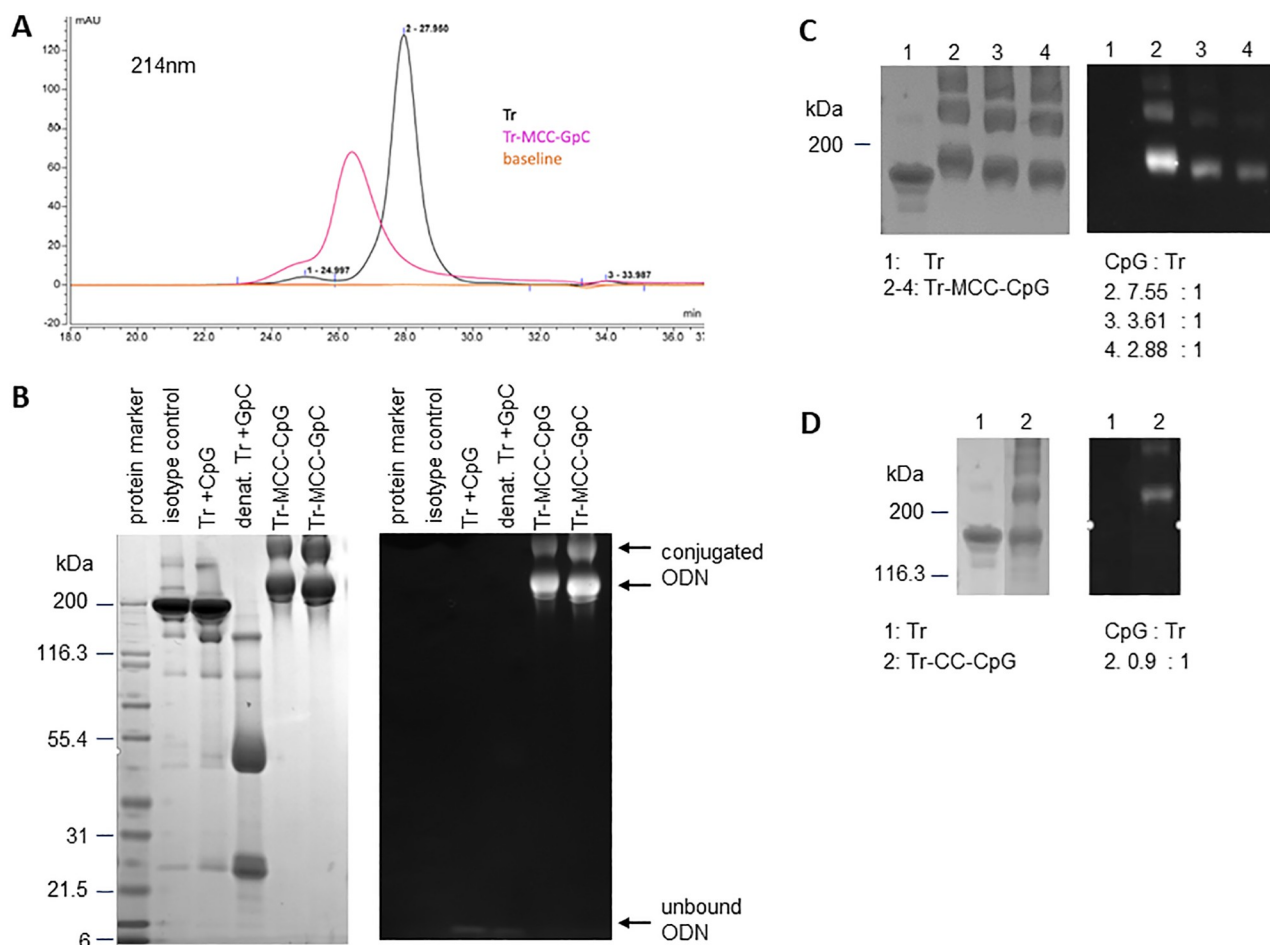 A
mAU
120
100
80
60
40
20
0
-20
214nm
2 - 27.950
Tr
Tr-MCC-GpC
baseline
1 - 24.997
3 - 33.987
min
18.0 20.0 22.0 24.0 26.0 28.0 30.0 32.0 34.0 36.0
B
protein marker
isotype control
Tr +CpG
denat. Tr +GpC
Tr-MCC-CpG
Tr-MCC-GpC
protein marker
isotype control
Tr +CpG
denat. Tr +GpC
Tr-MCC-CpG
Tr-MCC-GpC
kDa
200
116.3
55.4
31
21.5
6
conjugated
ODN
unbound
ODN
C
1 2 3 4
1 2 3 4
kDa
200
1: Tr
2-4: Tr-MCC-CpG
CpG : Tr
2. 7.55 : 1
3. 3.61 : 1
4. 2.88 : 1
D
1 2
1 2
kDa
200
116.3
1: Tr
2: Tr-CC-CpG
CpG : Tr
2. 0.9 : 1